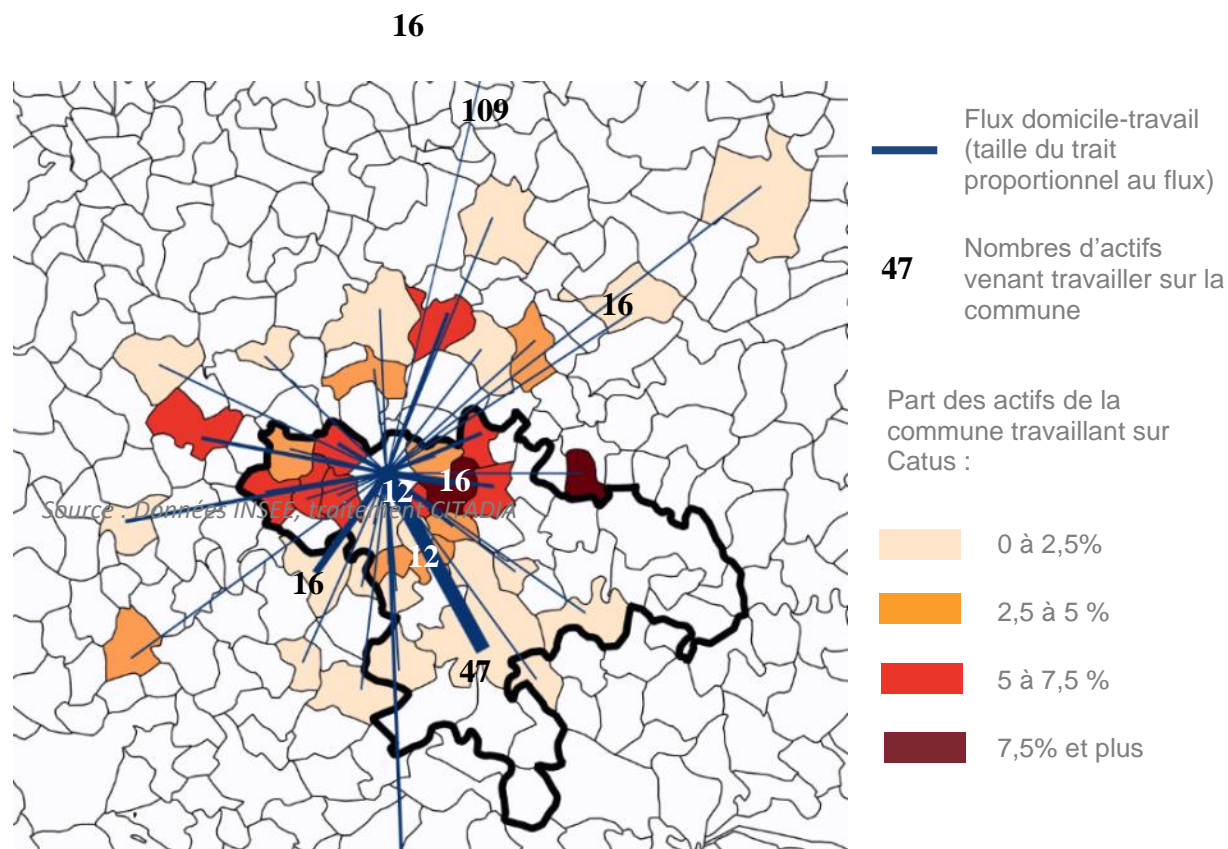 16
109
16
16
12
Source : Données INSEE, traitement CITADIA
12
16
47
Flux domicile-travail
(taille du trait
proportionnel au flux)
47
Nombres d’actifs
venant travailler sur la
commune
Part des actifs de la
commune travaillant sur
Catus :
0 à 2,5%
2,5 à 5 %
5 à 7,5 %
7,5% et plus